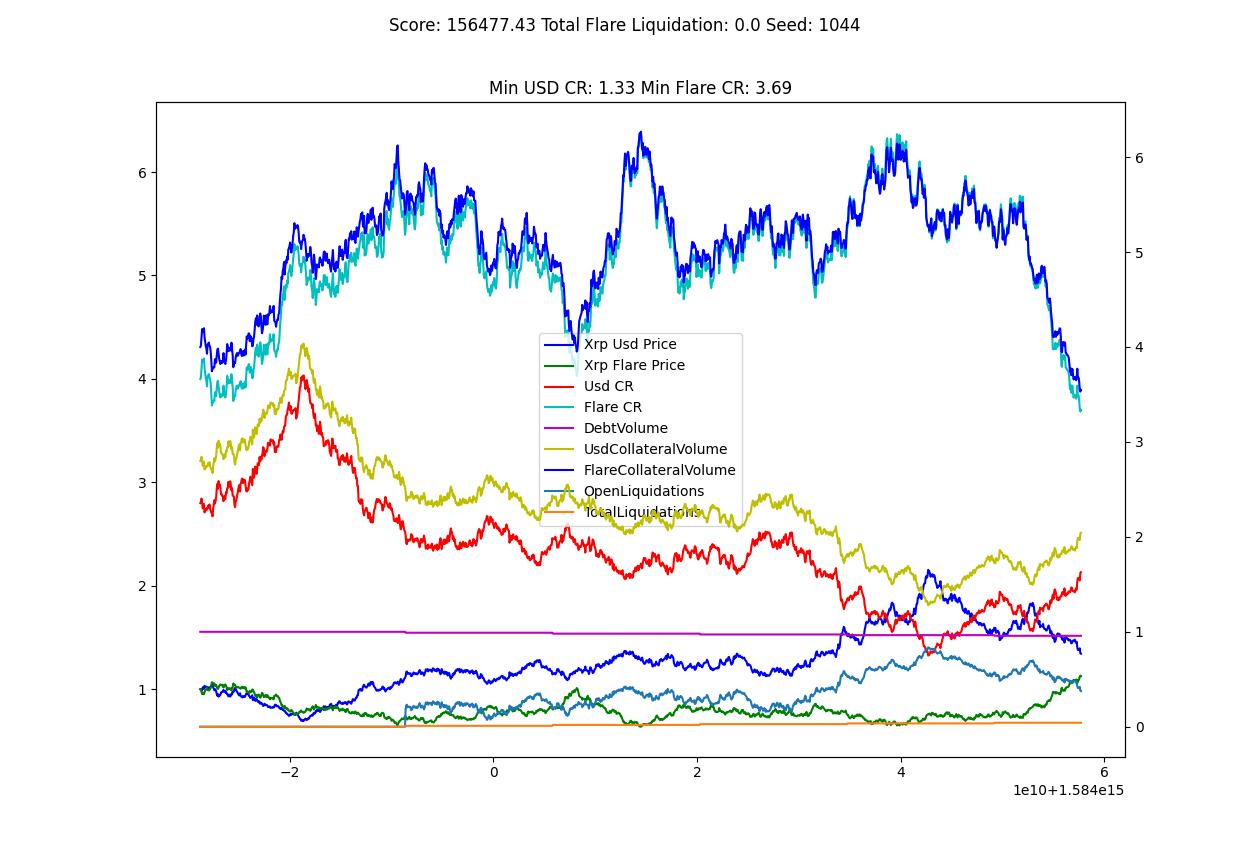 Score: 156477.43 Total Flare Liquidation: 0.0 Seed: 1044
Min USD CR: 1.33 Min Flare CR: 3.69
6
5
4
3
2
1
6
5
4
3
2
1
0
Xrp Usd Price
Xrp Flare Price
Usd CR
Flare CR
DebtVolume
UsdCollateralVolume
FlareCollateralVolume
OpenLiquidations
TotalLiquidations
−2 0 2 4 6
1e10+1.584e15